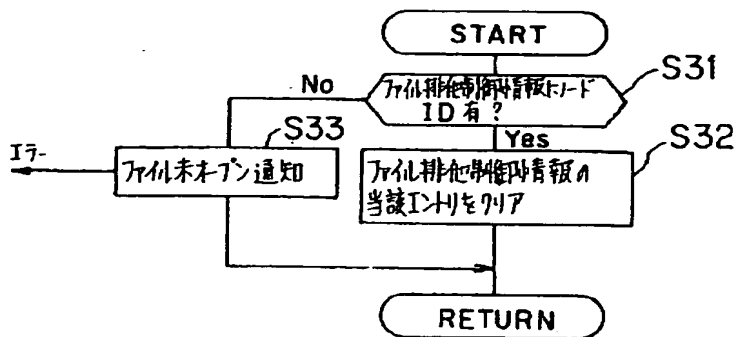 START
S31
ファイル排他制御情報にノード
ID有?
No
Yes
S33
S32
エラー
ファイル未オープン通知
ファイル排他制御情報の
当該エントリをクリア
RETURN